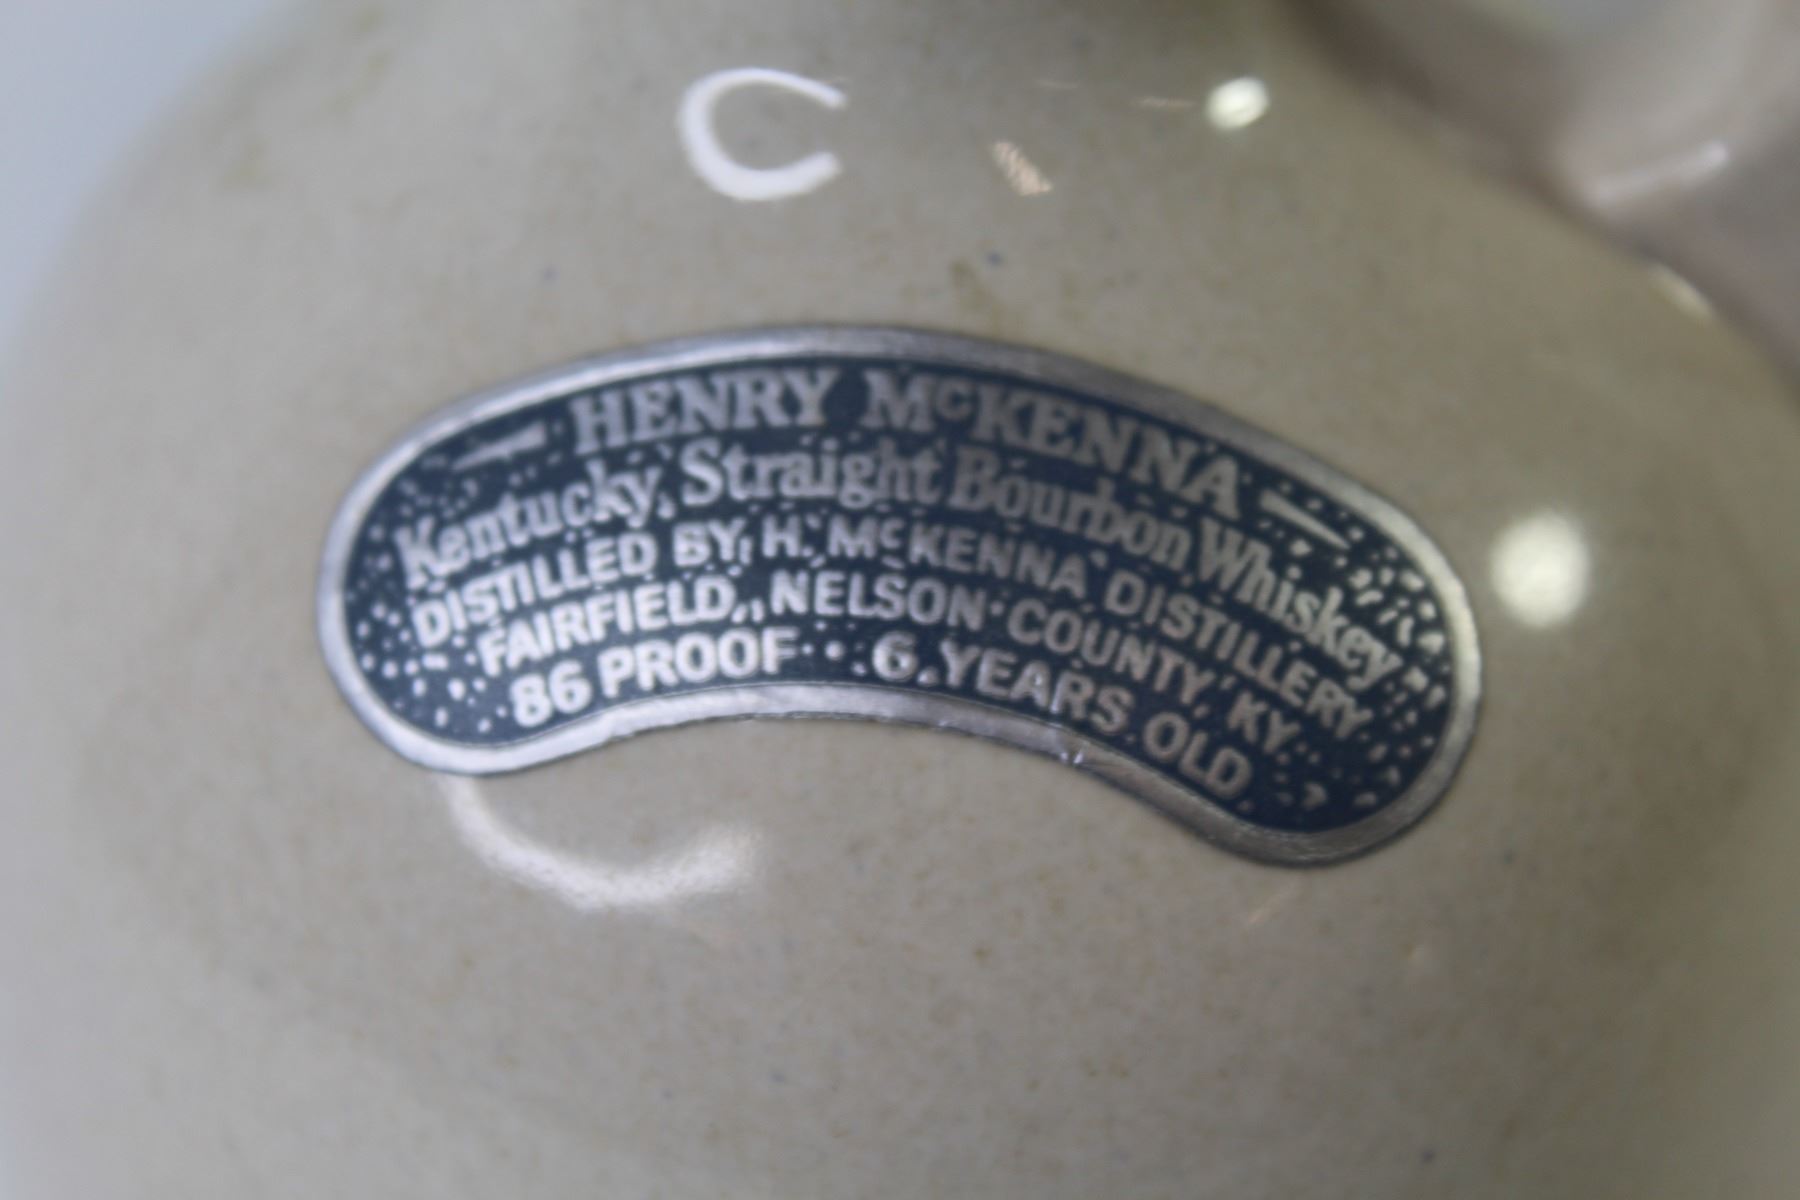 HENRY McKENNA
Kentucky Straight Bourbon Whiskey
DISTILLED BY H. McKENNA DISTILLERY
FAIRFIELD, NELSON COUNTY, KY.
86 PROOF 6 YEARS OLD